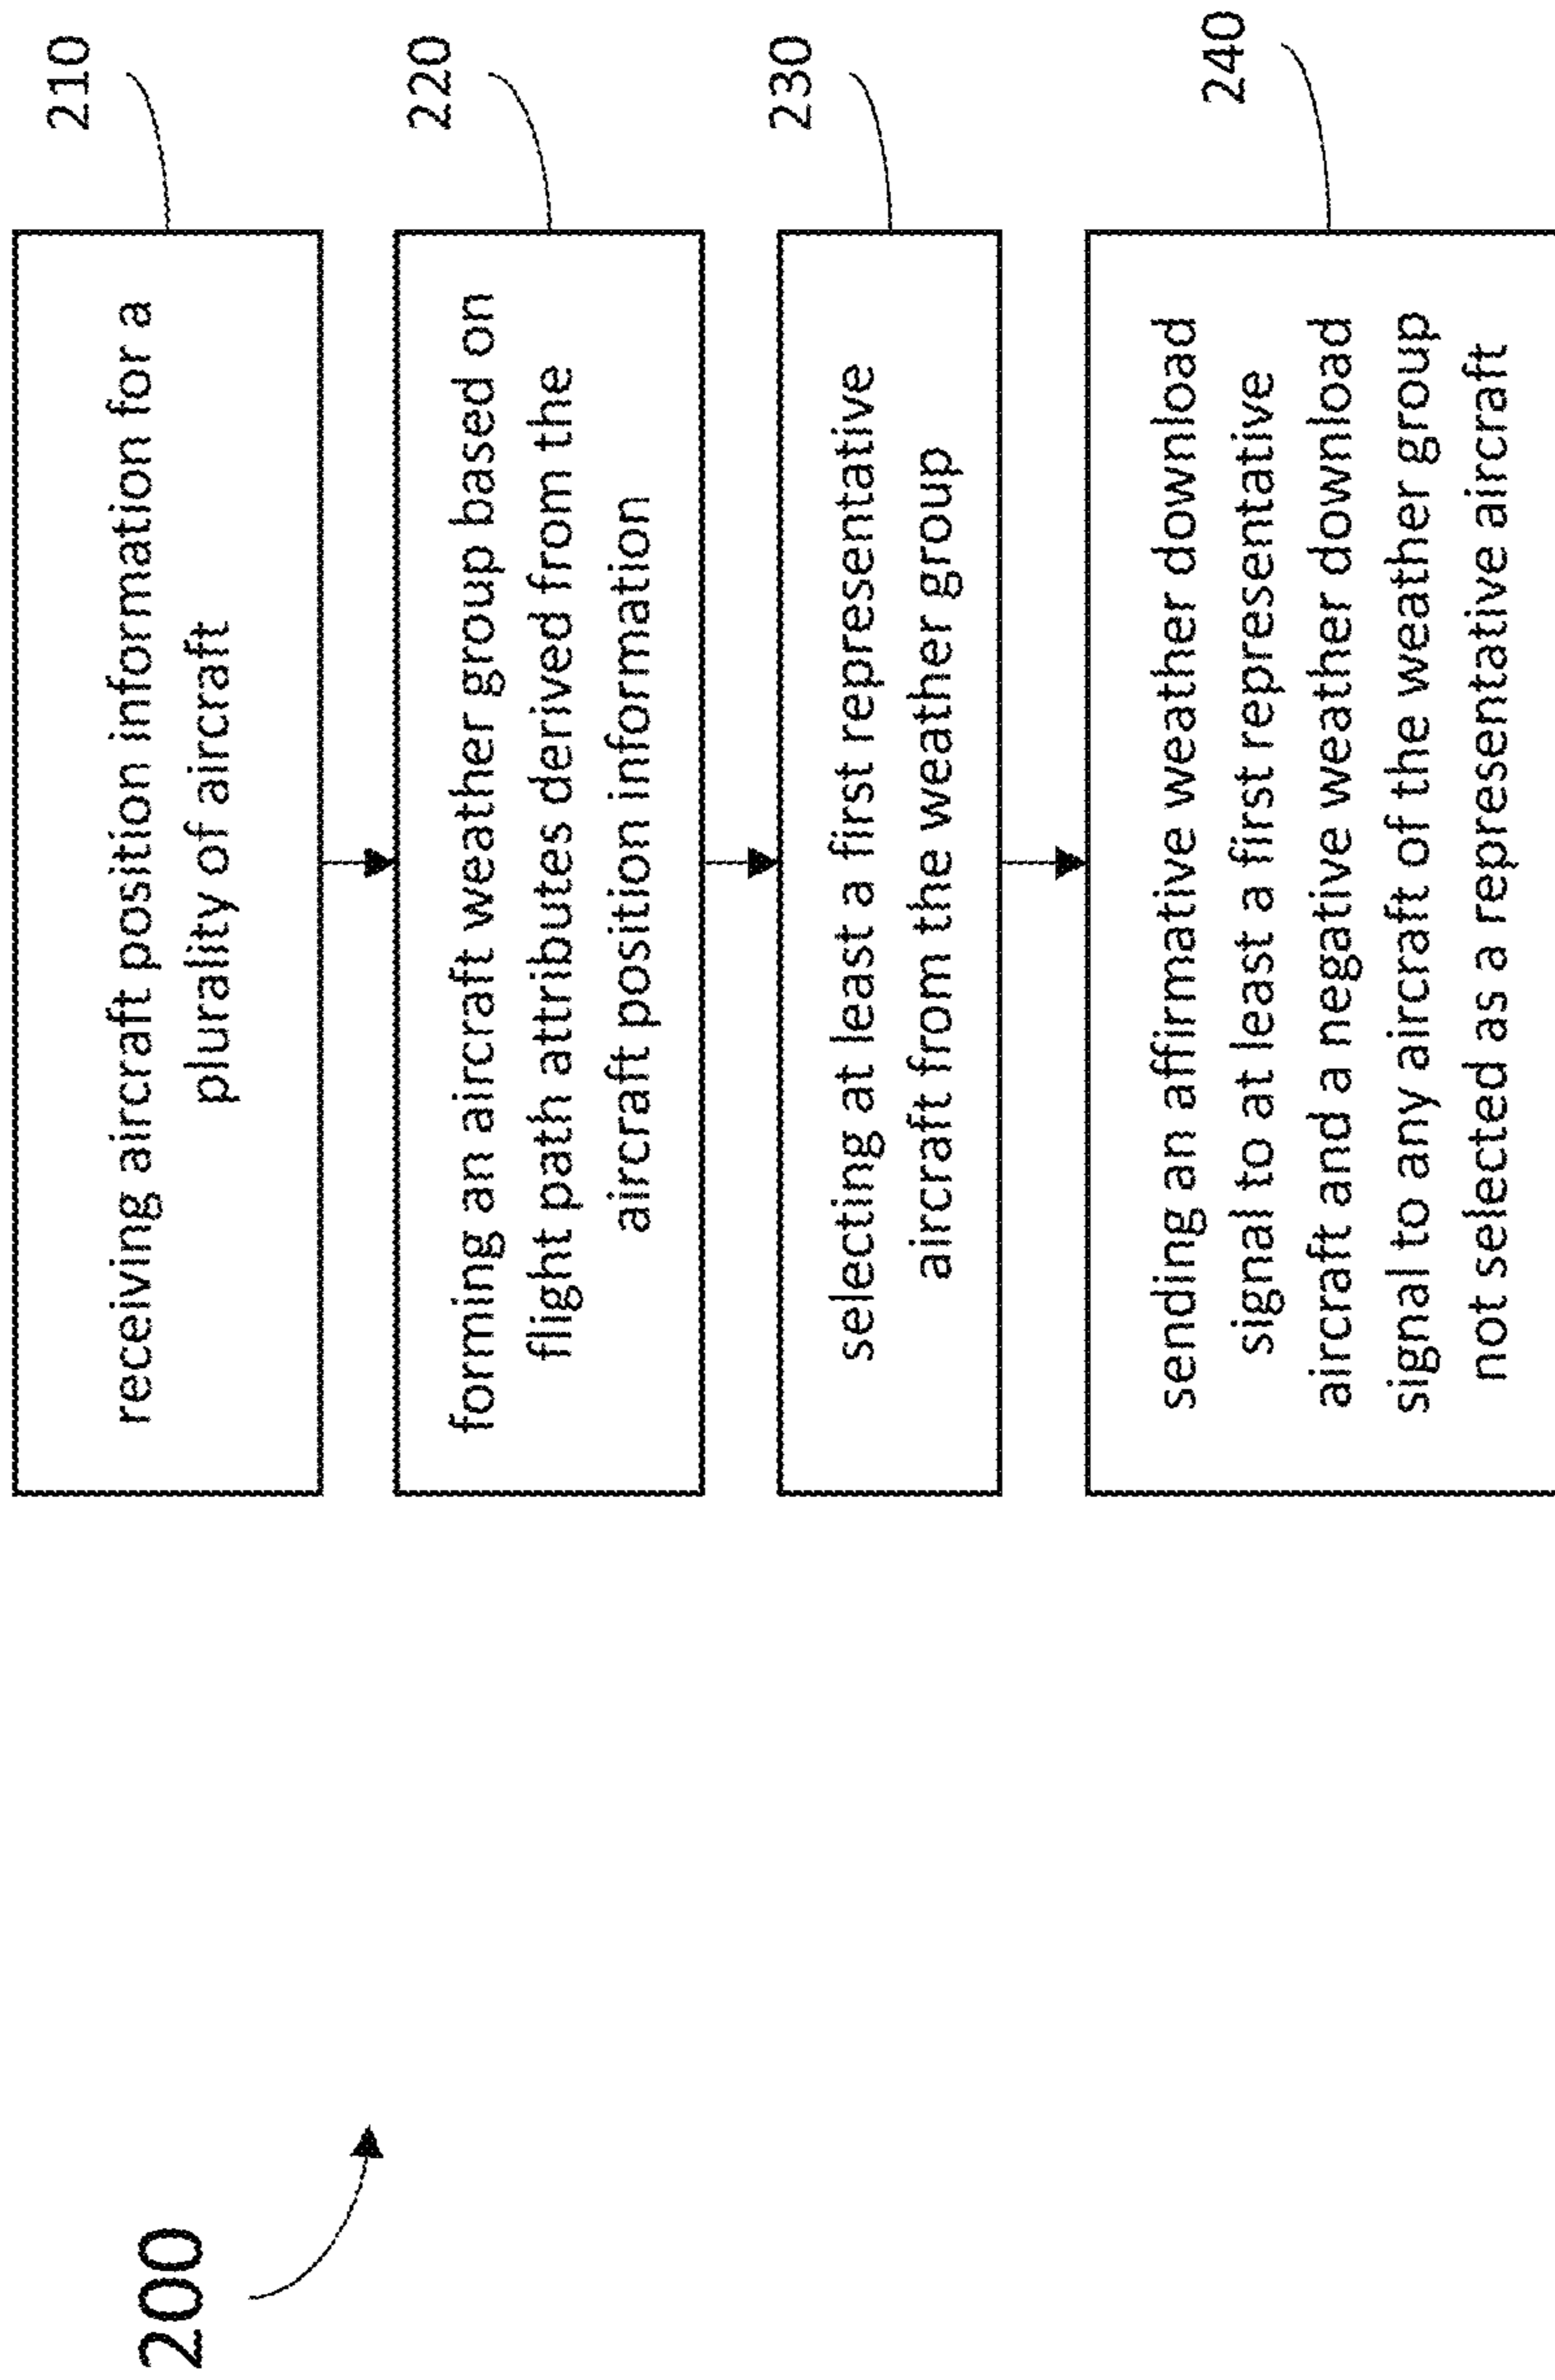 200
210
receiving aircraft position information for a
plurality of aircraft
220
forming an aircraft weather group based on
flight path attributes derived from the
aircraft position information
230
selecting at least a first representative
aircraft from the weather group
240
sending an affirmative weather download
signal to at least a first representative
aircraft and a negative weather download
signal to any aircraft of the weather group
not selected as a representative aircraft